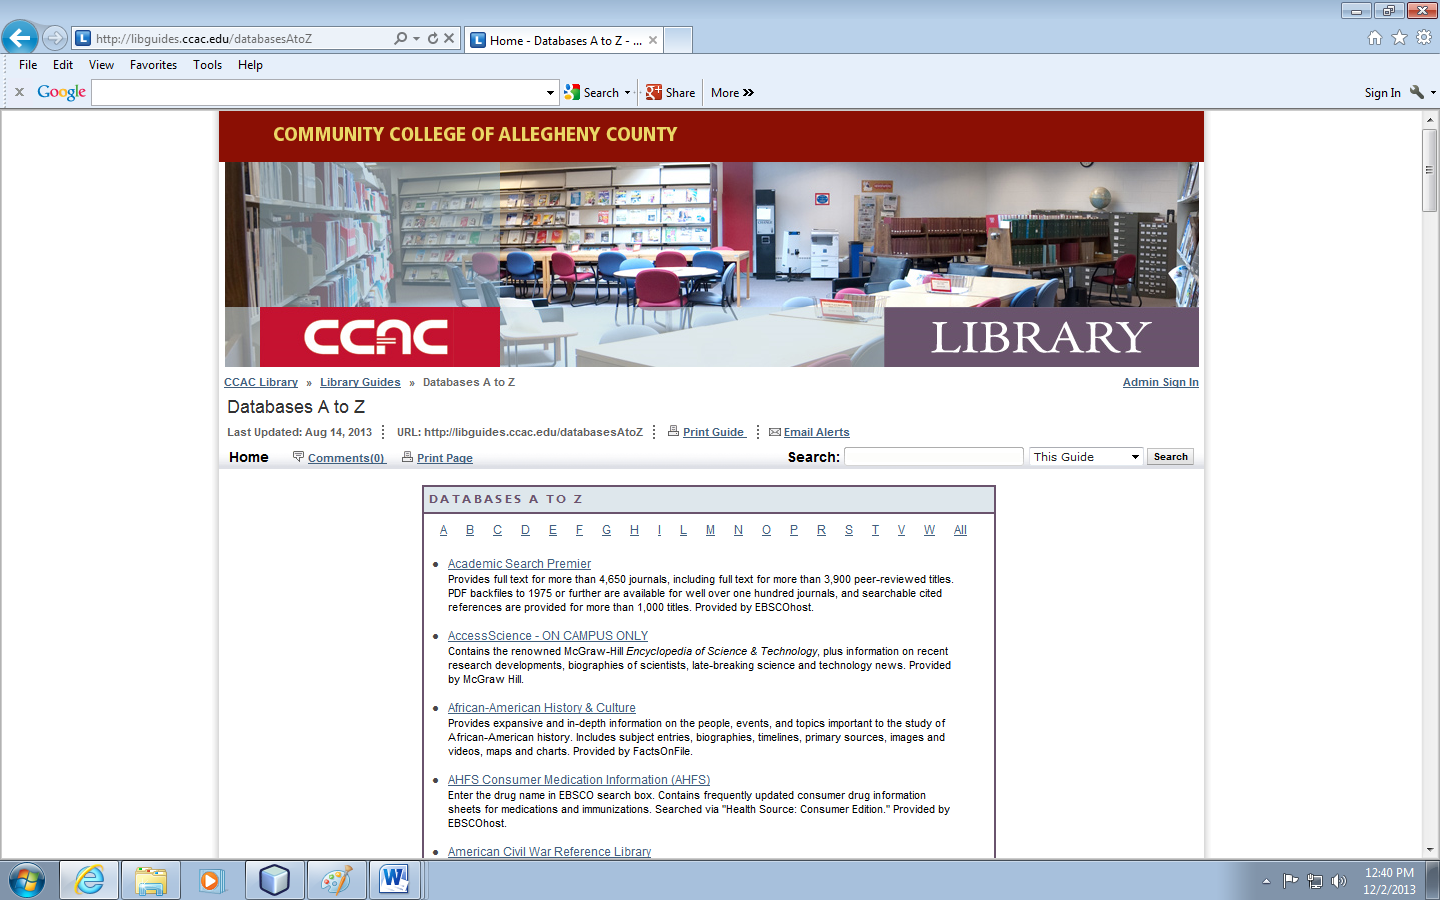 http://libguides.ccac.edu/databasesAtoZ
Home - Databases A to Z - ...
File Edit View Favorites Tools Help
x Google Search Share More »
Sign In
COMMUNITY COLLEGE OF ALLEGHENY COUNTY
CCAC
LIBRARY
CCAC Library » Library Guides » Databases A to Z
Admin Sign In
Databases A to Z
Last Updated: Aug 14, 2013 URL: http://libguides.ccac.edu/databasesAtoZ Print Guide Email Alerts
Home Comments(0) Print Page Search: This Guide Search
DATABASES A TO Z
A B C D E F G H I L M N O P R S T V W All
Academic Search Premier
Provides full text for more than 4,650 journals, including full text for more than 3,900 peer-reviewed titles.
PDF backfiles to 1975 or further are available for well over one hundred journals, and searchable cited
references are provided for more than 1,000 titles. Provided by EBSCOhost.
AccessScience - ON CAMPUS ONLY
Contains the renowned McGraw-Hill Encyclopedia of Science & Technology, plus information on recent
research developments, biographies of scientists, late-breaking science and technology news. Provided
by McGraw Hill.
African-American History & Culture
Provides expansive and in-depth information on the people, events, and topics important to the study of
African-American history. Includes subject entries, biographies, timelines, primary sources, images and
videos, maps and charts. Provided by FactsOnFile.
AHFS Consumer Medication Information (AHFS)
Enter the drug name in EBSCO search box. Contains frequently updated consumer drug information
sheets for medications and immunizations. Searched via "Health Source: Consumer Edition." Provided by
EBSCOhost.
American Civil War Reference Library
12:40 PM
12/2/2013